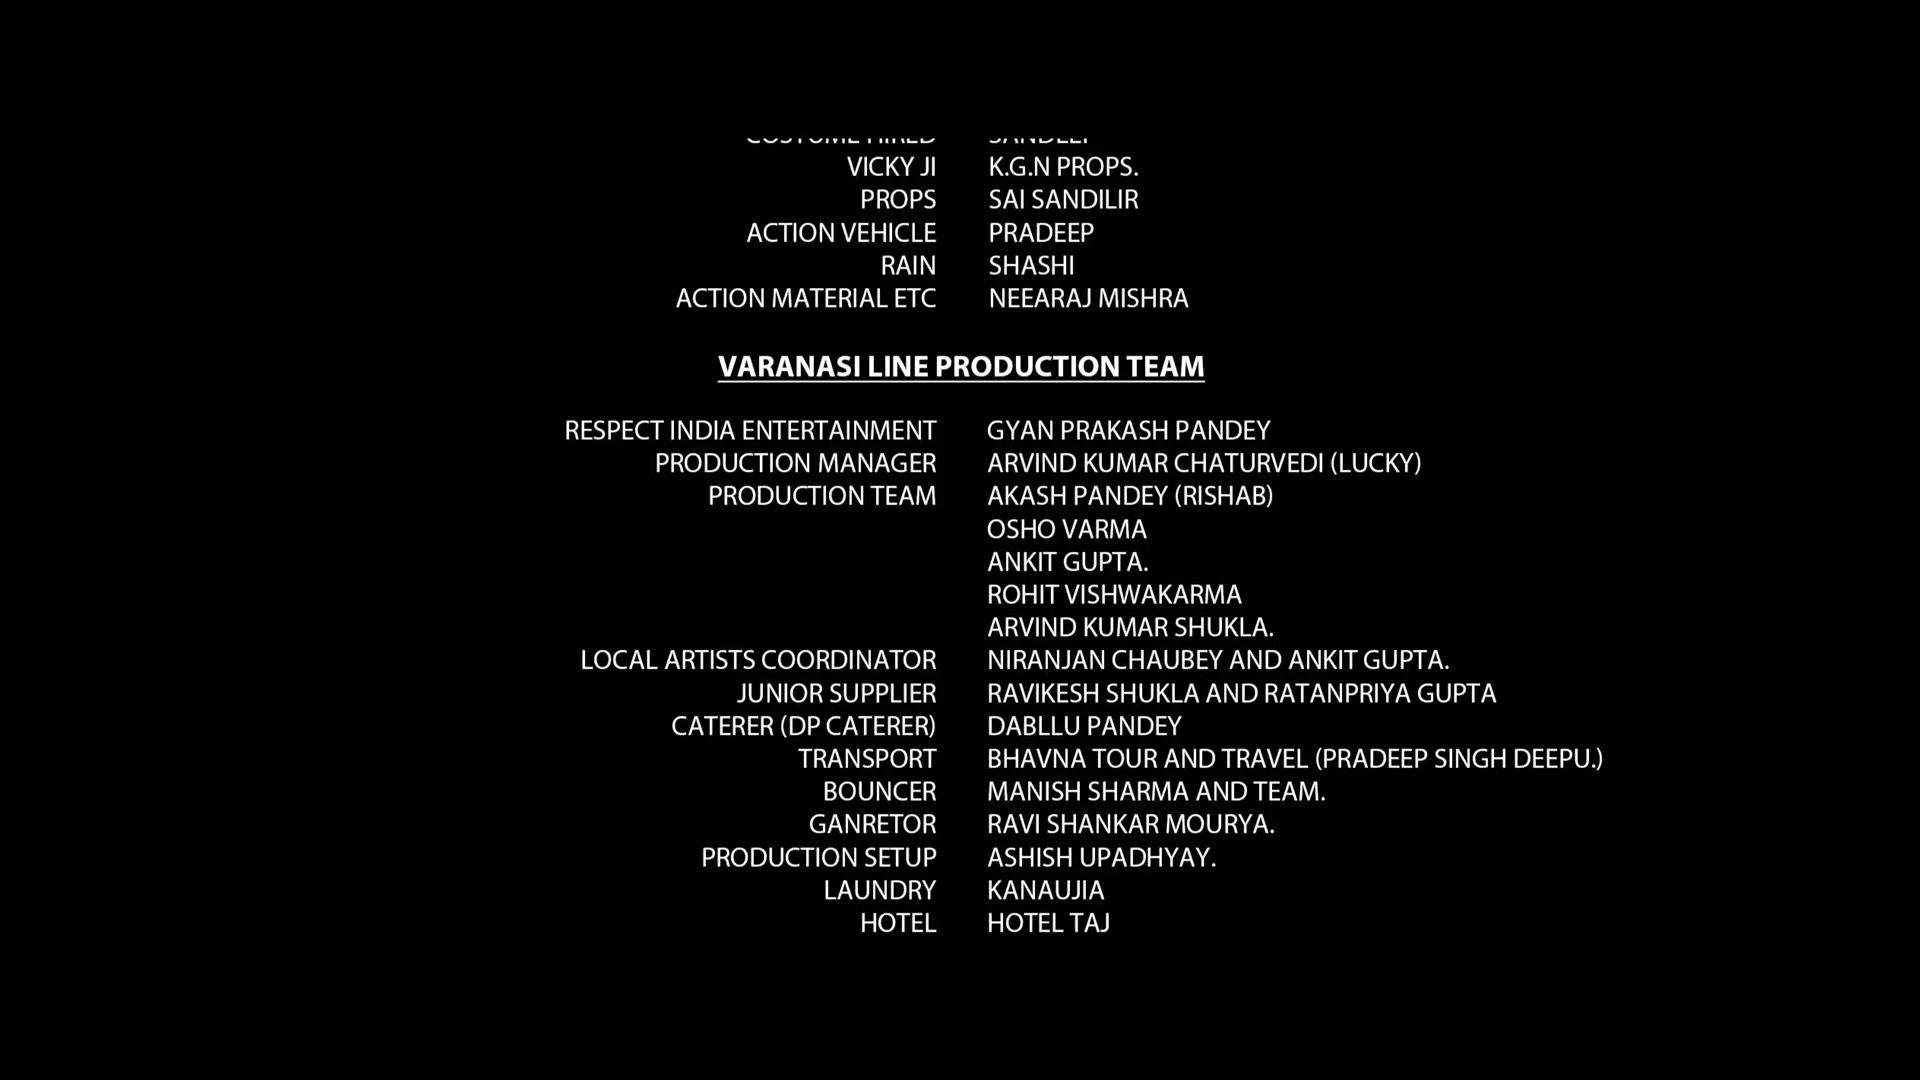 COSTUME HIRED SANDEEP
VICKY JI K.G.N PROPS.
PROPS SAI SANDILIR
ACTION VEHICLE PRADEEP
RAIN SHASHI
ACTION MATERIAL ETC NEEARAJ MISHRA
VARANASI LINE PRODUCTION TEAM
RESPECT INDIA ENTERTAINMENT GYAN PRAKASH PANDEY
PRODUCTION MANAGER ARVIND KUMAR CHATURVEDI (LUCKY)
PRODUCTION TEAM AKASH PANDEY (RISHAB)
OSHO VARMA
ANKIT GUPTA.
ROHIT VISHWAKARMA
ARVIND KUMAR SHUKLA.
LOCAL ARTISTS COORDINATOR NIRANJAN CHAUBEY AND ANKIT GUPTA.
JUNIOR SUPPLIER RAVIKESH SHUKLA AND RATANPRIYA GUPTA
CATERER (DP CATERER) DABLLU PANDEY
TRANSPORT BHAVNA TOUR AND TRAVEL (PRADEEP SINGH DEEPU.)
BOUNCER MANISH SHARMA AND TEAM.
GANRETOR RAVI SHANKAR MOURYA.
PRODUCTION SETUP ASHISH UPADHYAY.
LAUNDRY KANAUJIA
HOTEL HOTEL TAJ